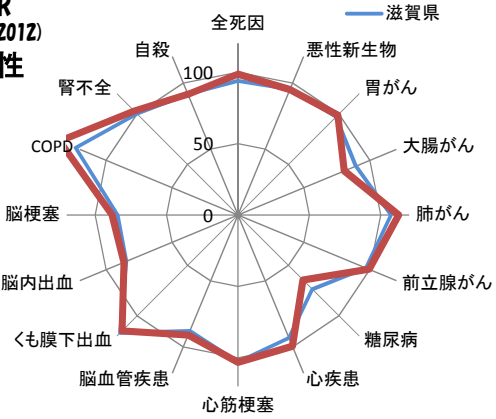 R
2012)
性
滋賀県
全死因
悪性新生物
胃がん
大腸がん
肺がん
前立腺がん
糖尿病
心疾患
心筋梗塞
脳血管疾患
くも膜下出血
脳内出血
脳梗塞
COPD
腎不全
自殺
100
50
0